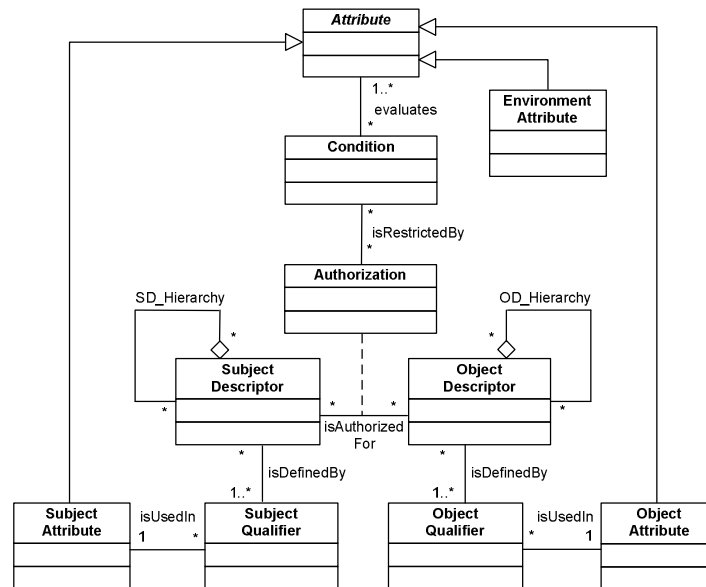 Attribute
1..*
evaluates
*
Environment
Attribute
Condition
*
isRestrictedBy
*
Authorization
SD_Hierarchy
*
OD_Hierarchy
*
Subject
Descriptor
Object
Descriptor
*
*
*
*
isAuthorized
For
*
isDefinedBy
1..*
*
isDefinedBy
1..*
Subject
Attribute
isUsedIn
1
*
Subject
Qualifier
Object
Qualifier
isUsedIn
*
1
Object
Attribute